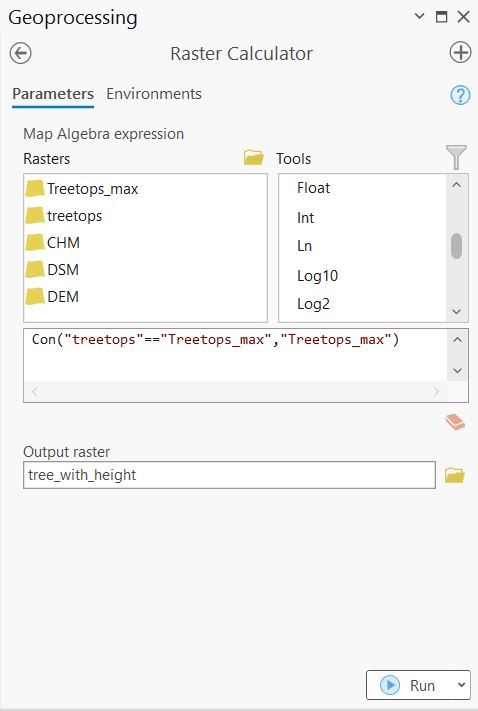 Geoprocessing
Raster Calculator
Parameters Environments
?
Map Algebra expression
Rasters
Tools
Treetops_max
treetops
CHM
DSM
DEM
Float
Int
Ln
Log10
Log2
Con("treetops"=="Treetops_max","Treetops_max")
Output raster
tree_with_height
Run